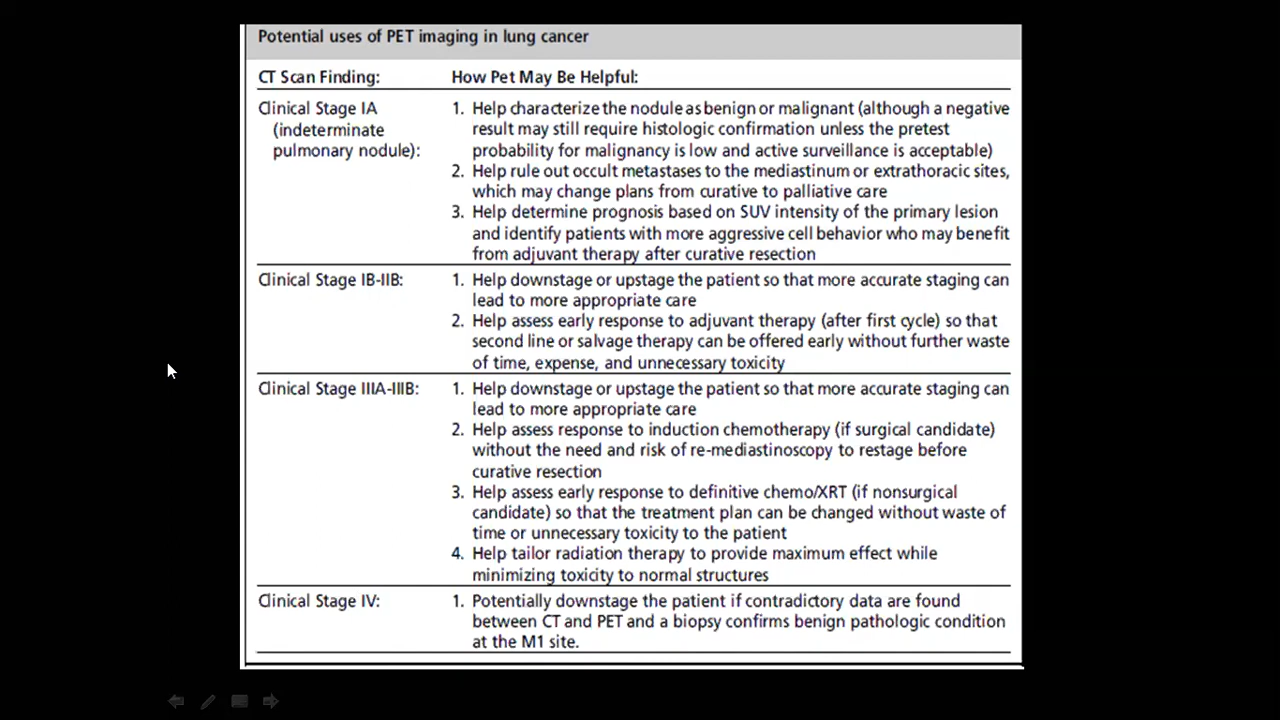 Potential uses of PET imaging in lung cancer
CT Scan Finding: How Pet May Be Helpful:
Clinical Stage IA
(indeterminate
pulmonary nodule):
1. Help characterize the nodule as benign or malignant (although a negative
result may still require histologic confirmation unless the pretest
probability for malignancy is low and active surveillance is acceptable)
2. Help rule out occult metastases to the mediastinum or extrathoracic sites,
which may change plans from curative to palliative care
3. Help determine prognosis based on SUV intensity of the primary lesion
and identify patients with more aggressive cell behavior who may benefit
from adjuvant therapy after curative resection
Clinical Stage IB-IIB:
1. Help downstage or upstage the patient so that more accurate staging can
lead to more appropriate care
2. Help assess early response to adjuvant therapy (after first cycle) so that
second line or salvage therapy can be offered early without further waste
of time, expense, and unnecessary toxicity
Clinical Stage IIIA-IIIB:
1. Help downstage or upstage the patient so that more accurate staging can
lead to more appropriate care
2. Help assess response to induction chemotherapy (if surgical candidate)
without the need and risk of re-mediastinoscopy to restage before
curative resection
3. Help assess early response to definitive chemo/XRT (if nonsurgical
candidate) so that the treatment plan can be changed without waste of
time or unnecessary toxicity to the patient
4. Help tailor radiation therapy to provide maximum effect while
minimizing toxicity to normal structures
Clinical Stage IV:
1. Potentially downstage the patient if contradictory data are found
between CT and PET and a biopsy confirms benign pathologic condition
at the M1 site.